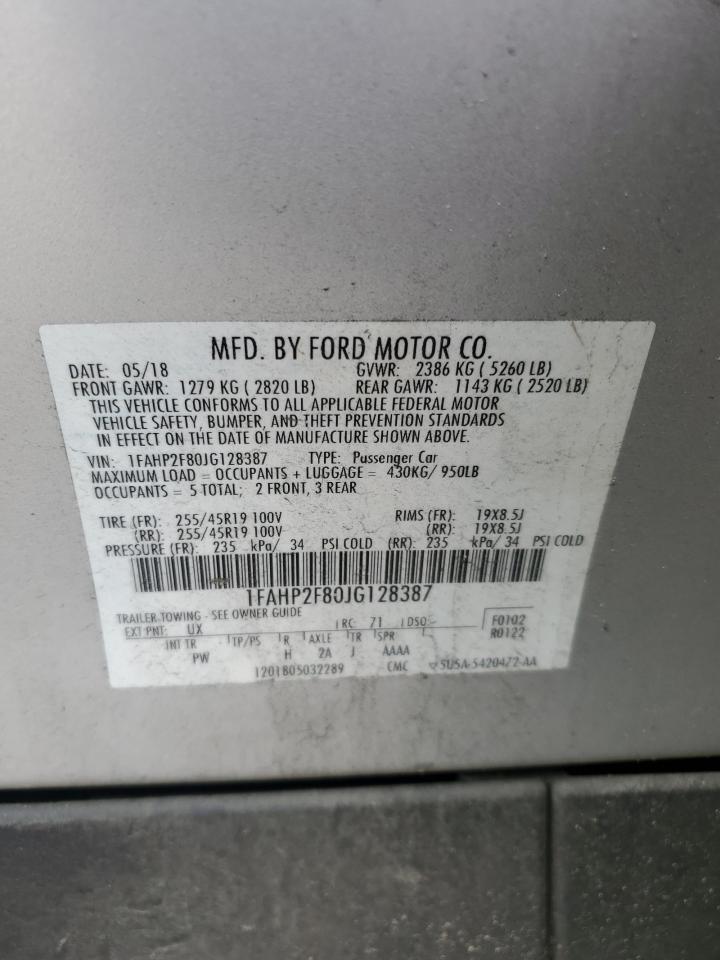 MFD. BY FORD MOTOR CO.
DATE: 05/18 GVWR: 2386 KG ( 5260 LB)
FRONT GAWR: 1279 KG ( 2820 LB) REAR GAWR: 1143 KG ( 2520 LB)
THIS VEHICLE CONFORMS TO ALL APPLICABLE FEDERAL MOTOR
VEHICLE SAFETY, BUMPER, AND THEFT PREVENTION STANDARDS
IN EFFECT ON THE DATE OF MANUFACTURE SHOWN ABOVE.
VIN: 1FAHP2F80JG128387 TYPE: Passenger Car
MAXIMUM LOAD = OCCUPANTS + LUGGAGE = 430KG/ 950LB
OCCUPANTS = 5 TOTAL; 2 FRONT, 3 REAR
TIRE (FR): 255/45R19 100V RIMS (FR): 19X8.5J
(RR): 255/45R19 100V (RR): 19X8.5J
PRESSURE (FR): 235 kPa/ 34 PSI COLD (RR): 235 kPa/ 34 PSI COLD
1FAHP2F80JG128387
TRAILER TOWING - SEE OWNER GUIDE
EXT PNT: UX RC: 71 DSO: F0102
R0122
INT TR TP/PS R AXLE TR SPR
PW H 2A J AAAA
1201805032289 CMC 5U5A-5420472-AA